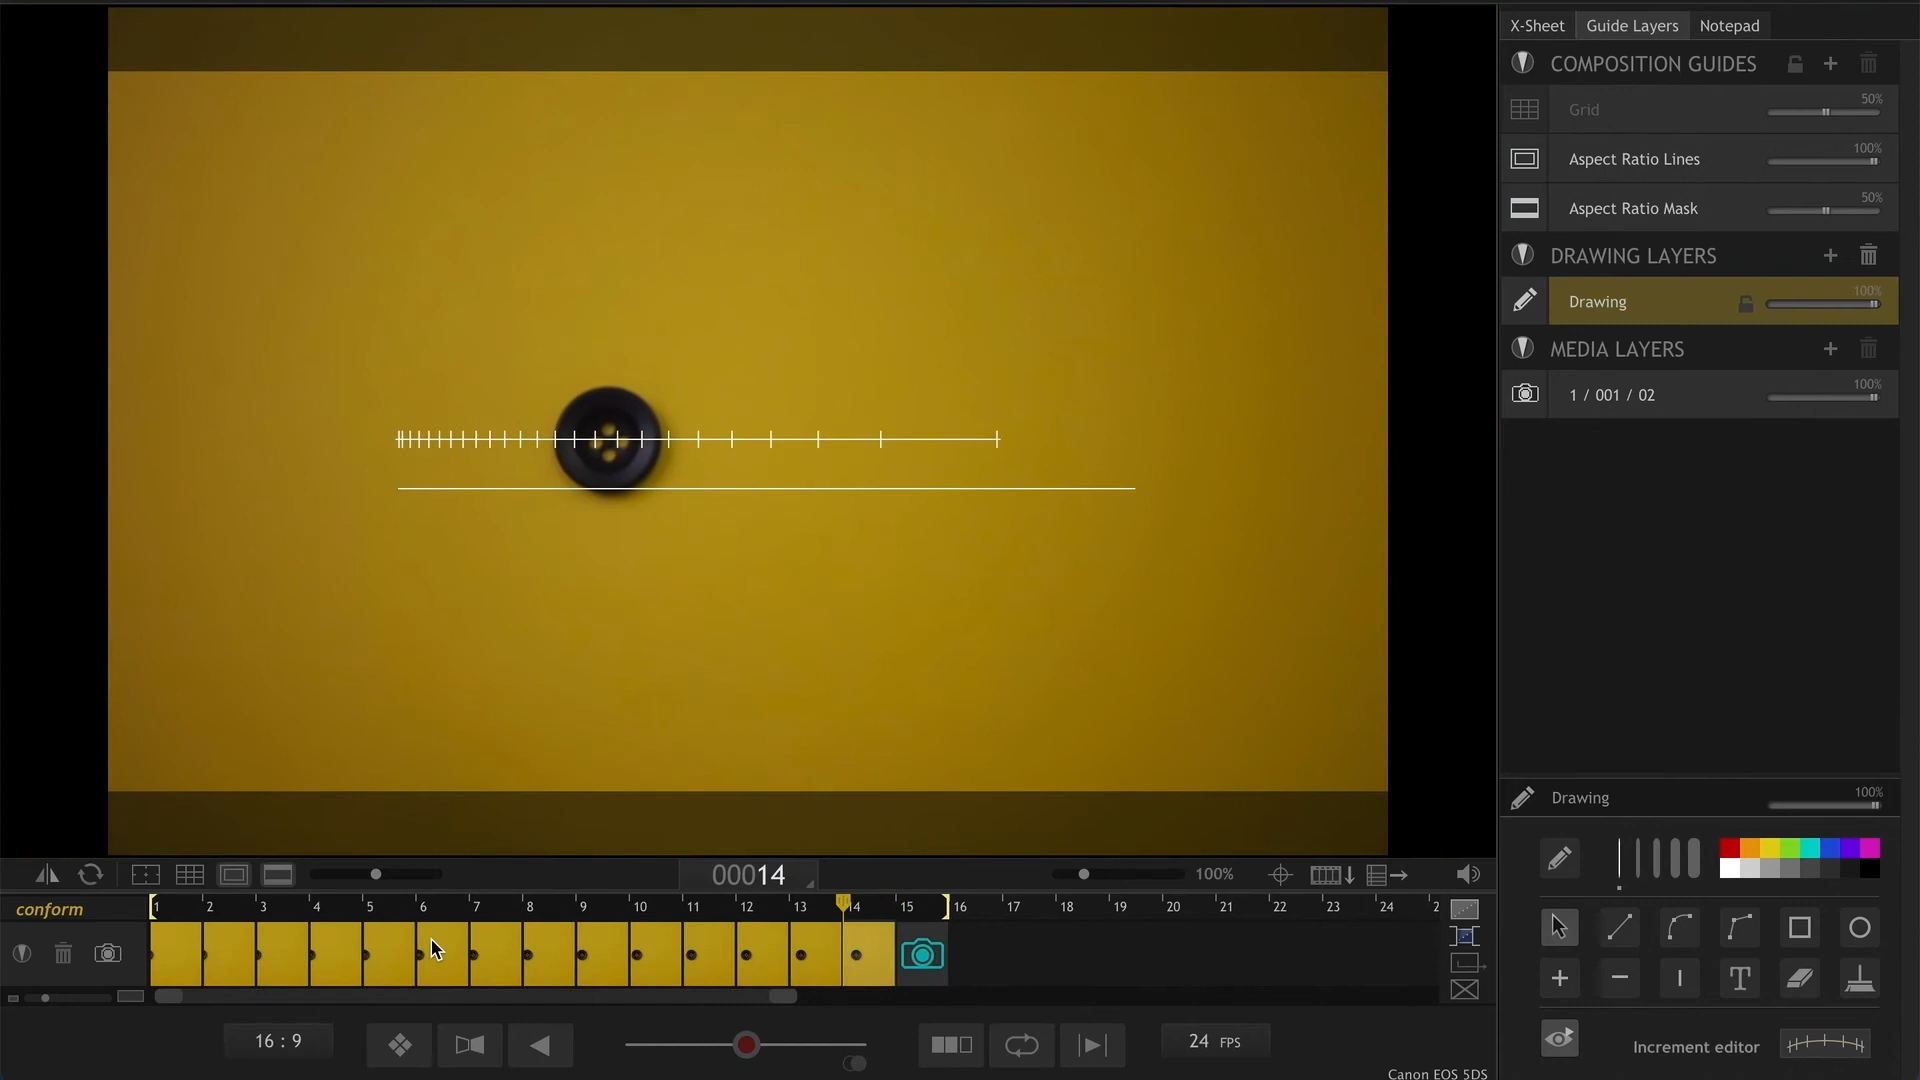 X-Sheet Guide Layers Notepad
COMPOSITION GUIDES
Grid 50%
Aspect Ratio Lines 100%
Aspect Ratio Mask 50%
DRAWING LAYERS
Drawing 100%
MEDIA LAYERS
1 / 001 / 02 100%
Drawing 100%
00014 100%
conform 1 2 3 4 5 6 7 8 9 10 11 12 13 14 15 16 17 18 19 20 21 22 23 24 2
T
16 : 9 24 FPS Increment editor
Canon EOS 5DS